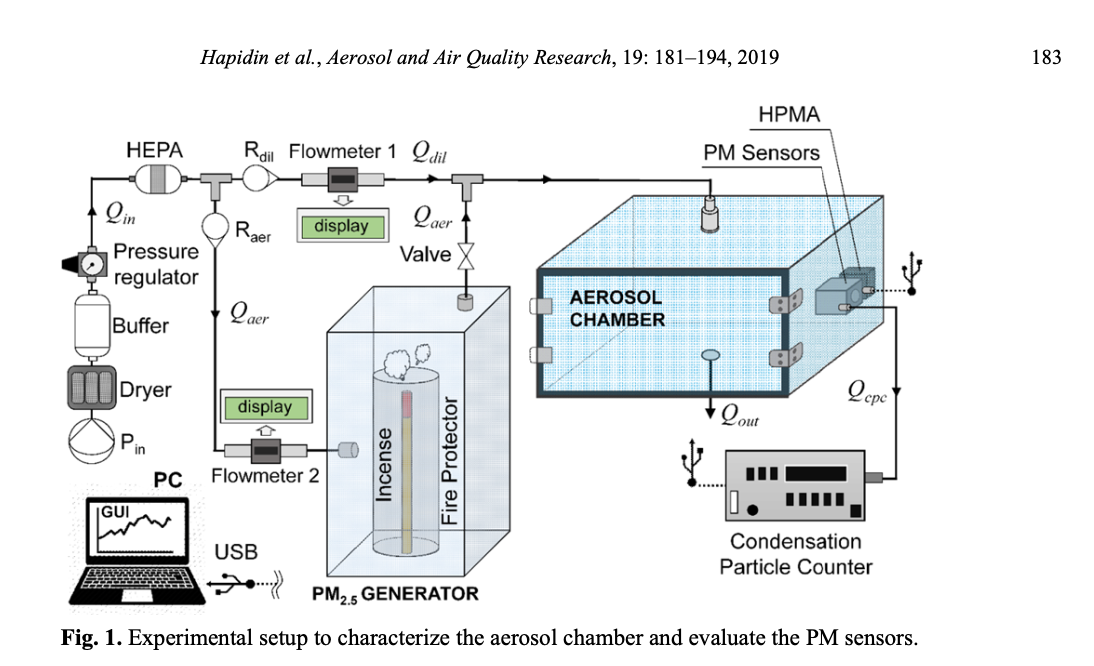 Hapidin et al., Aerosol and Air Quality Research, 19: 181–194, 2019
183
HPMA
PM Sensors
HEPA
Rdil
Flowmeter 1
Qdil
Qin
display
Qaer
Raer
Valve
Pressure
regulator
Qaer
Buffer
Dryer
Pin
display
Flowmeter 2
Incense
Fire Protector
PM2.5 GENERATOR
AEROSOL
CHAMBER
Qout
Qcpc
Condensation
Particle Counter
PC
GUI
USB
Fig. 1. Experimental setup to characterize the aerosol chamber and evaluate the PM sensors.